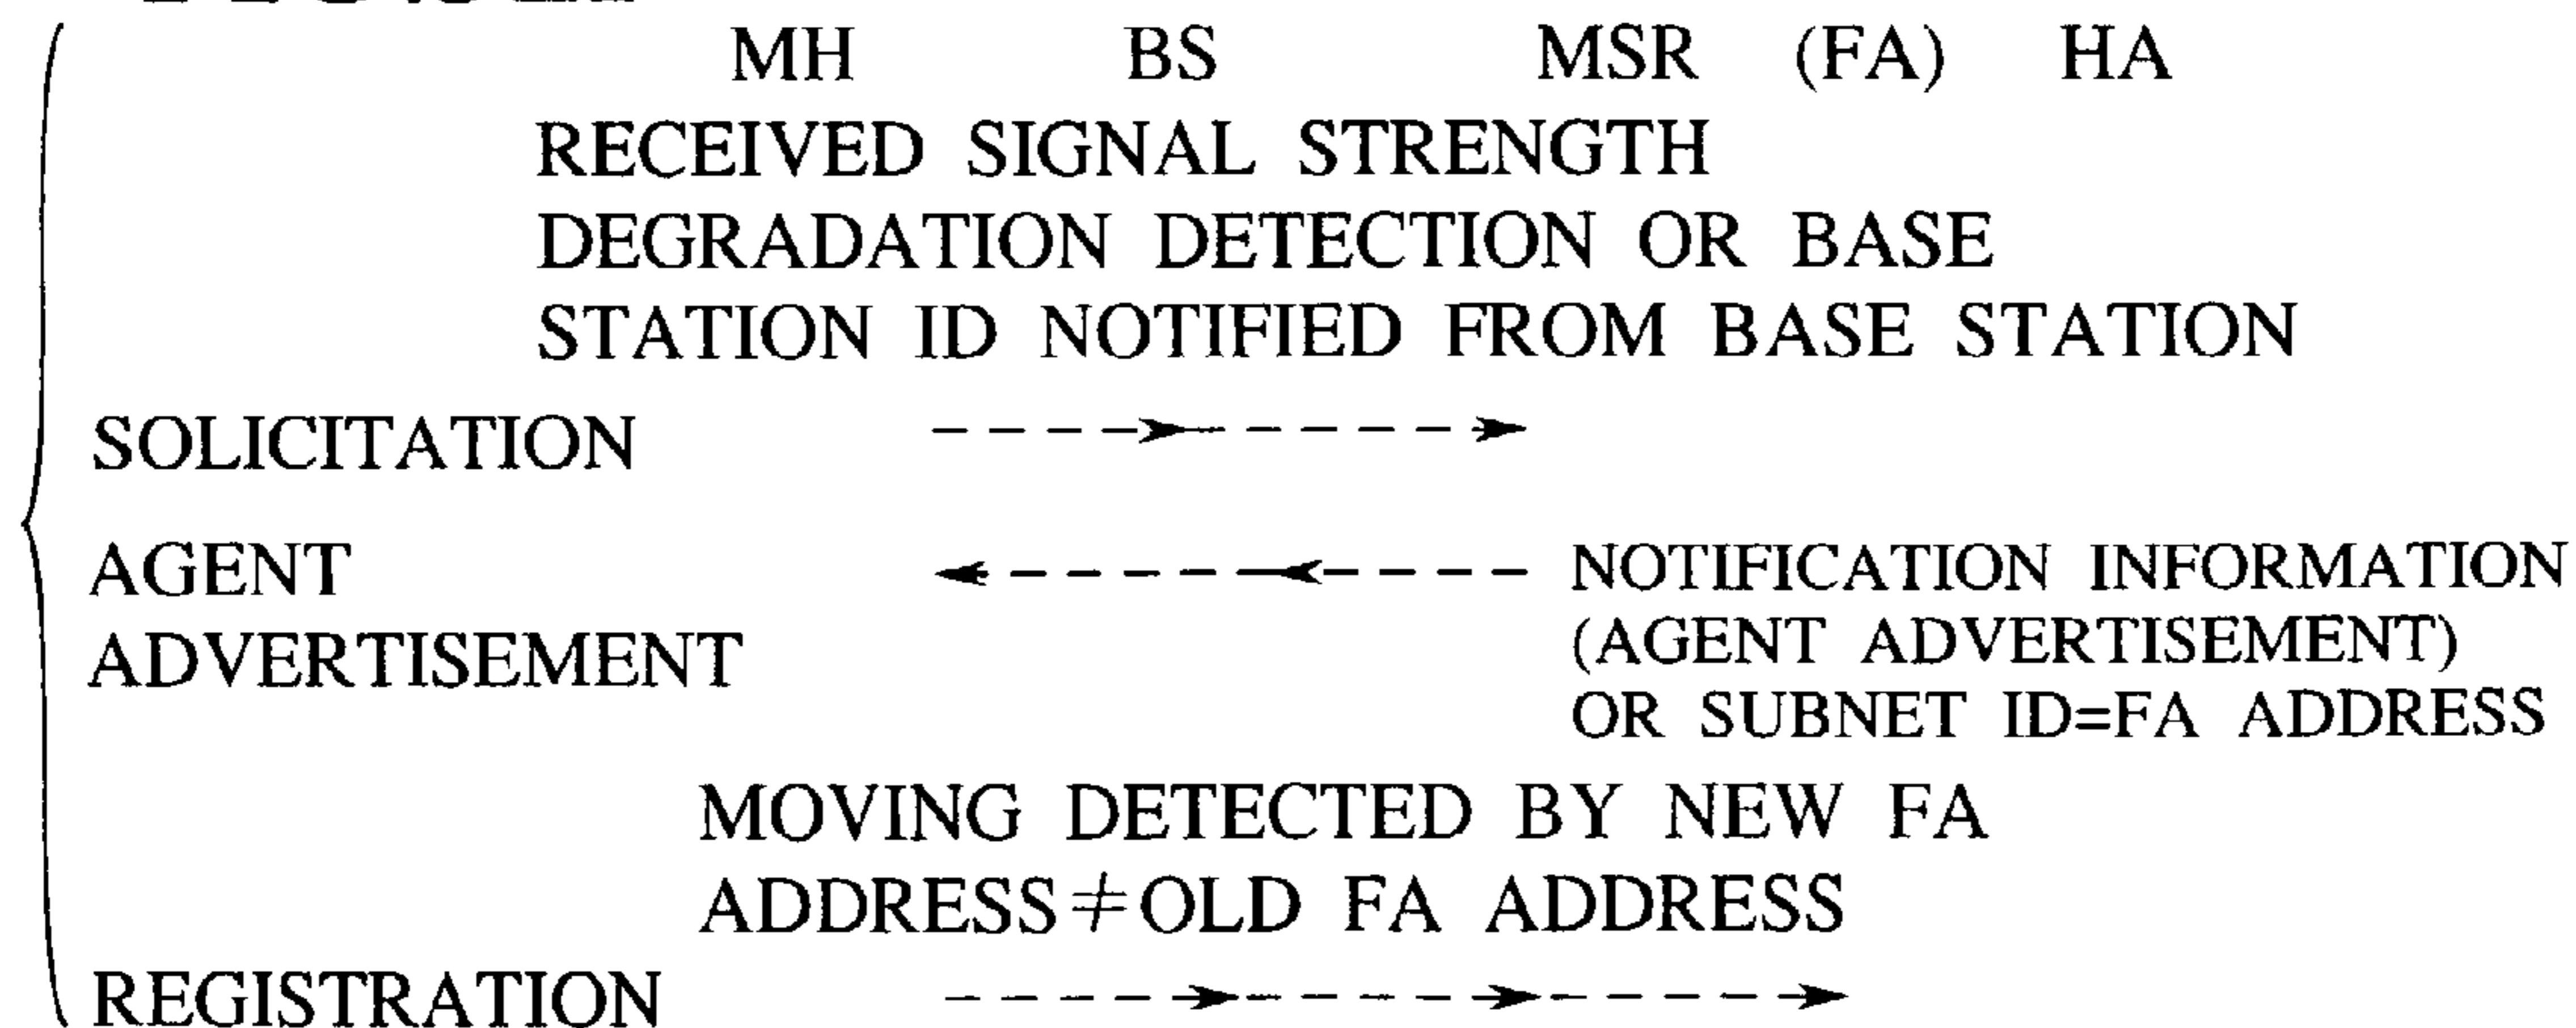 MH BS MSR (FA) HA
RECEIVED SIGNAL STRENGTH
DEGRADATION DETECTION OR BASE
STATION ID NOTIFIED FROM BASE STATION
SOLICITATION
AGENT
ADVERTISEMENT
NOTIFICATION INFORMATION
(AGENT ADVERTISEMENT)
OR SUBNET ID=FA ADDRESS
MOVING DETECTED BY NEW FA
ADDRESS≠OLD FA ADDRESS
REGISTRATION